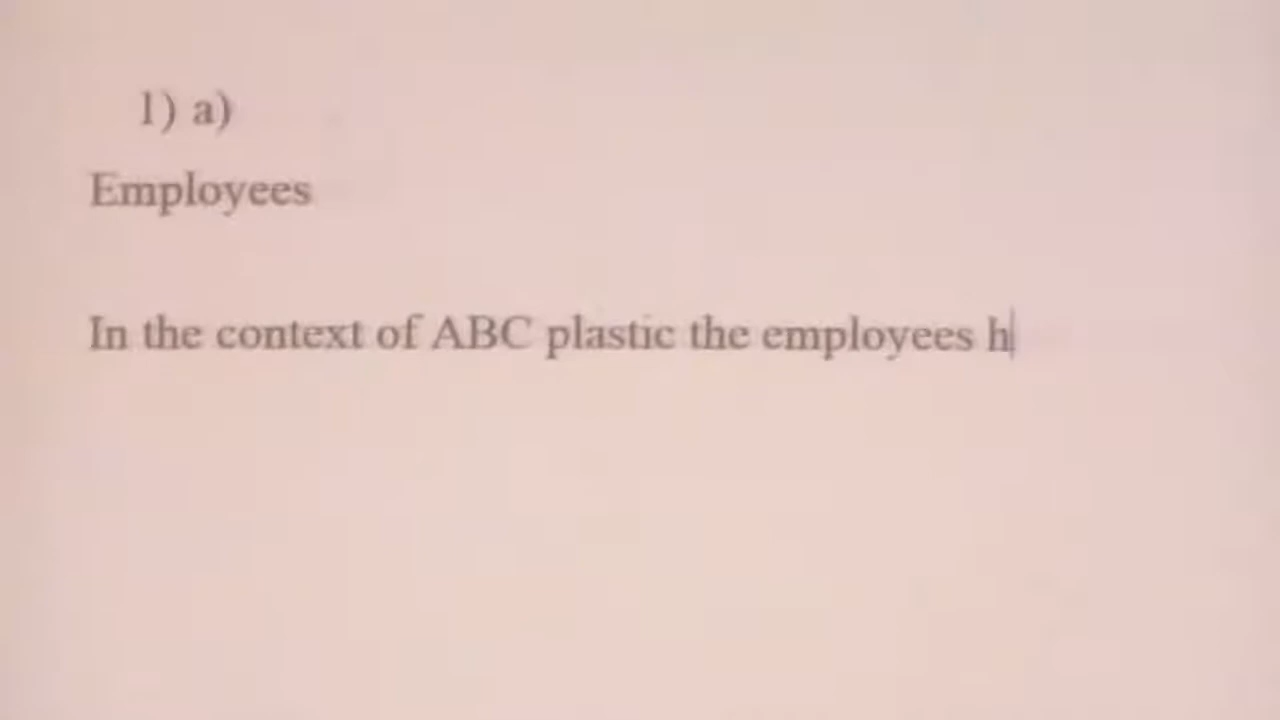 1) a)
Employees
In the context of ABC plastic the employees h